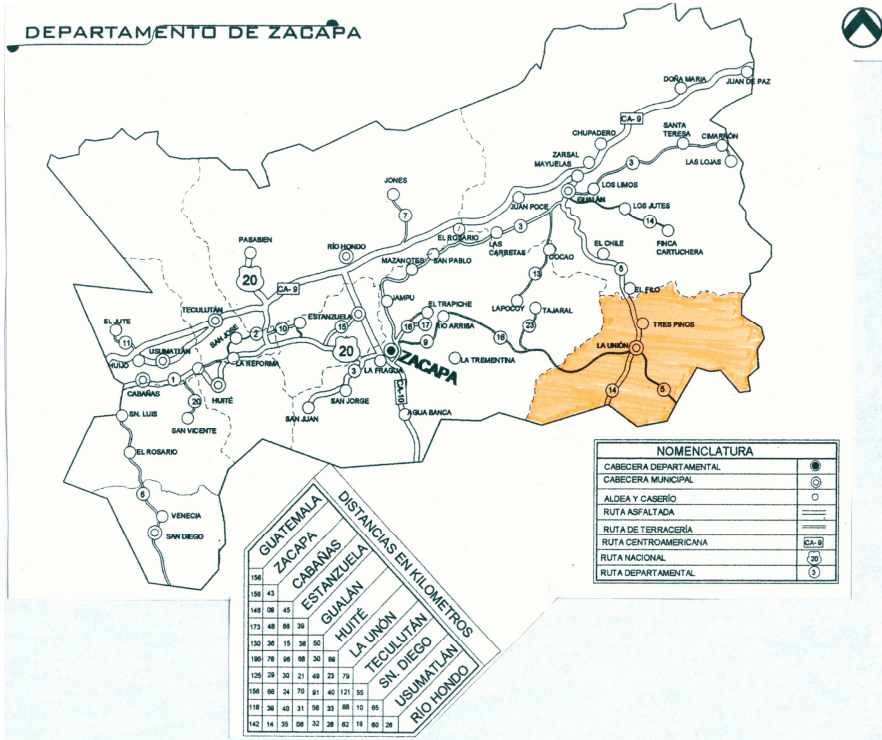 DEPARTAMENTO DE ZACAPA
DOÑA MARIA
JUAN DE PAZ
CA-9
CHUPADERO
SANTA TERESA
CIMARRÓN
ZARSAL
MAYUELAS
3
LAS LOJAS
JONES
LOS LIMOS
GUALÁN
JUAN POCE
LOS JUTES
7
14
EL ROSARIO
3
LAS CARRETAS
FINCA CARTUCHERA
PASABIEN
RÍO HONDO
MAZANOTES
SAN PABLO
EL CHILE
20
13
5
CA-9
JAMPU
EL FILO
TECULUTÁN
ESTANZUELA
EL TRAPICHE
LAPOCOY
TAJARAL
EL JUTE
SAN JOSE
2
10
15
18
17
RIO ARRIBA
23
TRES PINOS
11
USUMATLÁN
20
9
16
LA UNIÓN
HUIJO
LA REFORMA
ZACAPA
LA TREMENTINA
LA FRAGUA
3
CABAÑAS
1
HUITÉ
CA-10
14
5
20
SAN JORGE
SN. LUIS
SAN VICENTE
SAN JUAN
AGUA BANCA
EL ROSARIO
6
VENECIA
SAN DIEGO
NOMENCLATURA
CABECERA DEPARTAMENTAL
CABECERA MUNICIPAL
ALDEA Y CASERÍO
RUTA ASFALTADA
RUTA DE TERRACERÍA
RUTA CENTROAMERICANA CA-9
RUTA NACIONAL 20
RUTA DEPARTAMENTAL 3
DISTANCIAS EN KILOMETROS
GUATEMALA
ZACAPA
CABAÑAS
ESTANZUELA
GUALÁN
HUITÉ
LA UNÓN
TECULUTÁN
SN. DIEGO
USUMATLÁN
RÍO HONDO
156
156 43
146 08 45
173 48 66 39
130 36 15 38 50
195 78 96 68 30 89
125 29 30 21 49 23 79
156 68 24 70 91 40 121 55
118 39 40 31 58 33 88 10 65
142 14 35 06 32 28 62 18 60 26